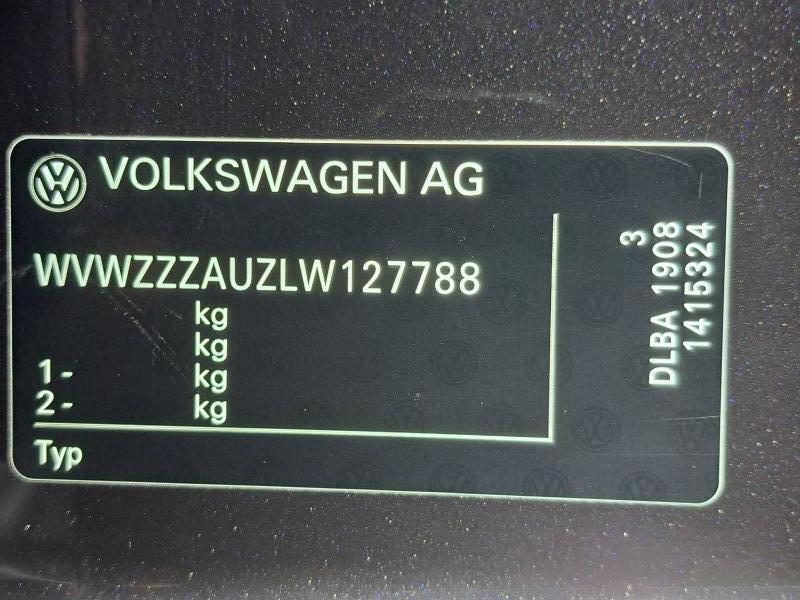 VOLKSWAGEN AG
WVWZZZAUZLW127788
kg
kg
1- kg
2- kg
Typ
3
DLBA 1908
1415324